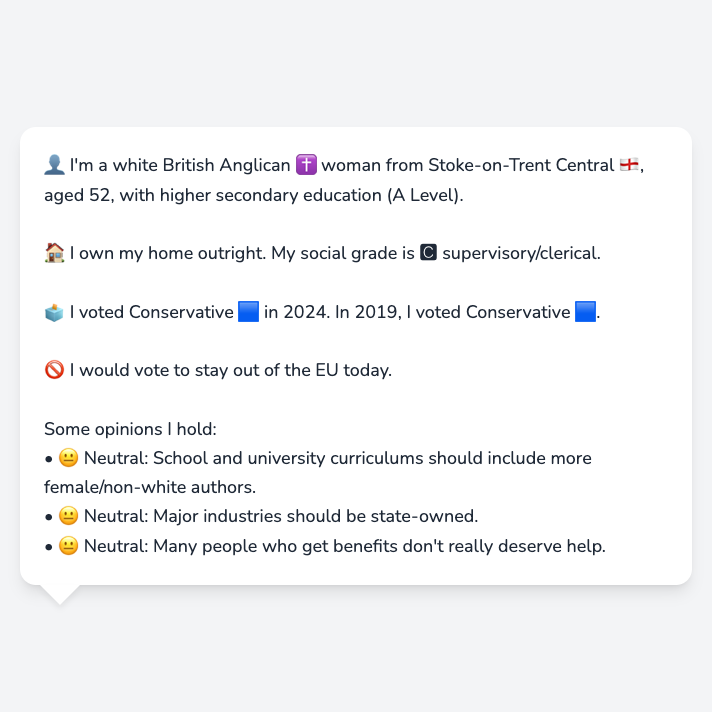 👤 I'm a white British Anglican ✝️ woman from Stoke-on-Trent Central 🏴󠁧󠁢󠁥󠁮󠁧󠁿,
aged 52, with higher secondary education (A Level).
🏠 I own my home outright. My social grade is 🅲 supervisory/clerical.
🗳️ I voted Conservative 🟦 in 2024. In 2019, I voted Conservative 🟦.
🚫 I would vote to stay out of the EU today.
Some opinions I hold:
• 😐 Neutral: School and university curriculums should include more
female/non-white authors.
• 😐 Neutral: Major industries should be state-owned.
• 😐 Neutral: Many people who get benefits don't really deserve help.